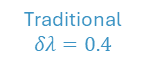 Traditional
δλ = 0.4